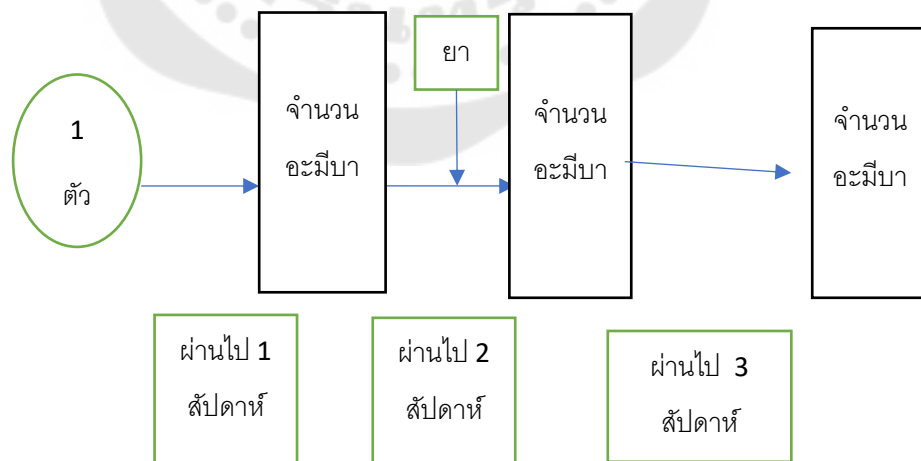 1
ตัว
จำนวน
อะมีบา
ยา
จำนวน
อะมีบา
จำนวน
อะมีบา
ผ่านไป 1
สัปดาห์
ผ่านไป 2
สัปดาห์
ผ่านไป 3
สัปดาห์